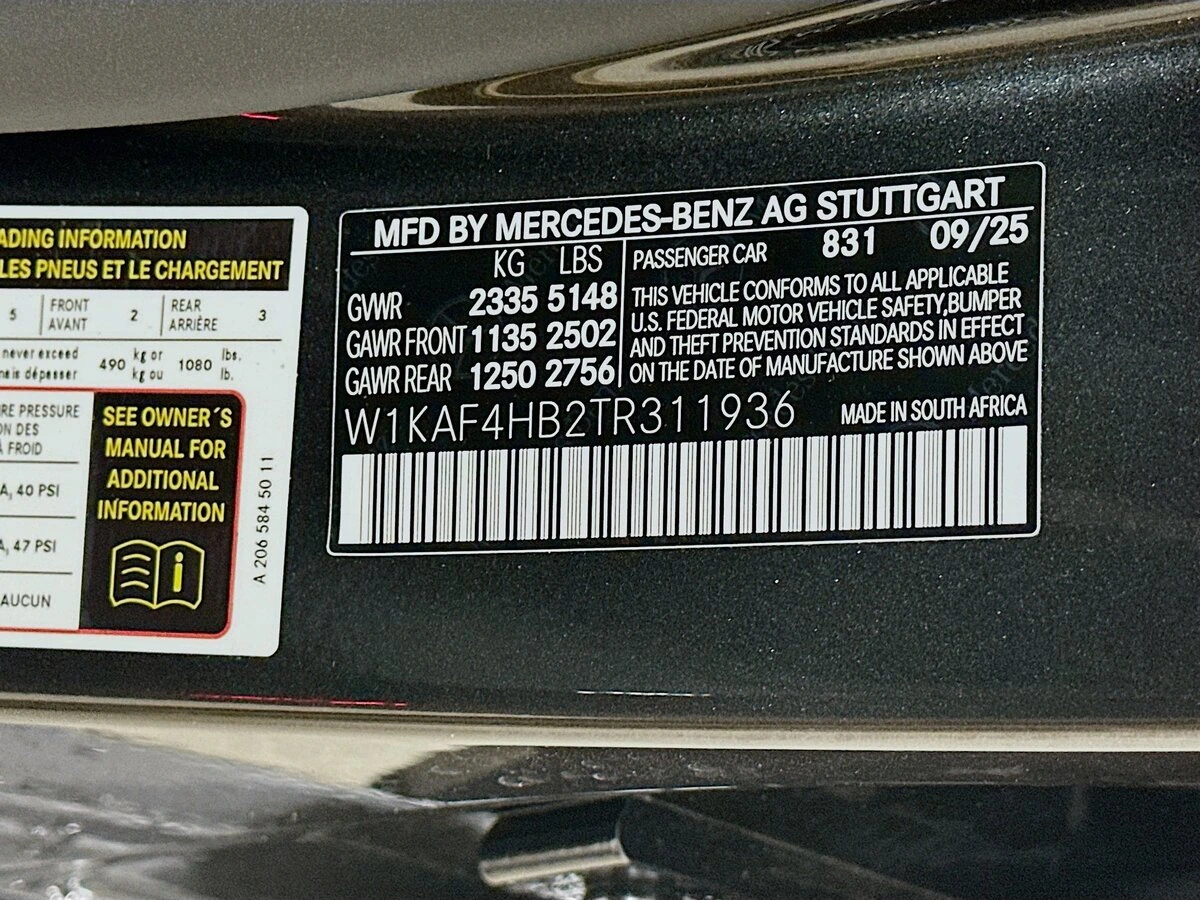 ADING INFORMATION
LES PNEUS ET LE CHARGEMENT
5 FRONT AVANT 2 REAR ARRIÈRE 3
never exceed
mais dépasser 490 kg or kg ou 1080 lbs. lb.
RE PRESSURE
ON DES
À FROID
A, 40 PSI
A, 47 PSI
AUCUN
SEE OWNER´S
MANUAL FOR
ADDITIONAL
INFORMATION
A 206 584 50 11
MFD BY MERCEDES-BENZ AG STUTTGART
KG LBS
GVWR 2335 5148
GAWR FRONT 1135 2502
GAWR REAR 1250 2756
PASSENGER CAR 831 09/25
THIS VEHICLE CONFORMS TO ALL APPLICABLE
U.S. FEDERAL MOTOR VEHICLE SAFETY,BUMPER
AND THEFT PREVENTION STANDARDS IN EFFECT
ON THE DATE OF MANUFACTURE SHOWN ABOVE
W1KAF4HB2TR311936 MADE IN SOUTH AFRICA